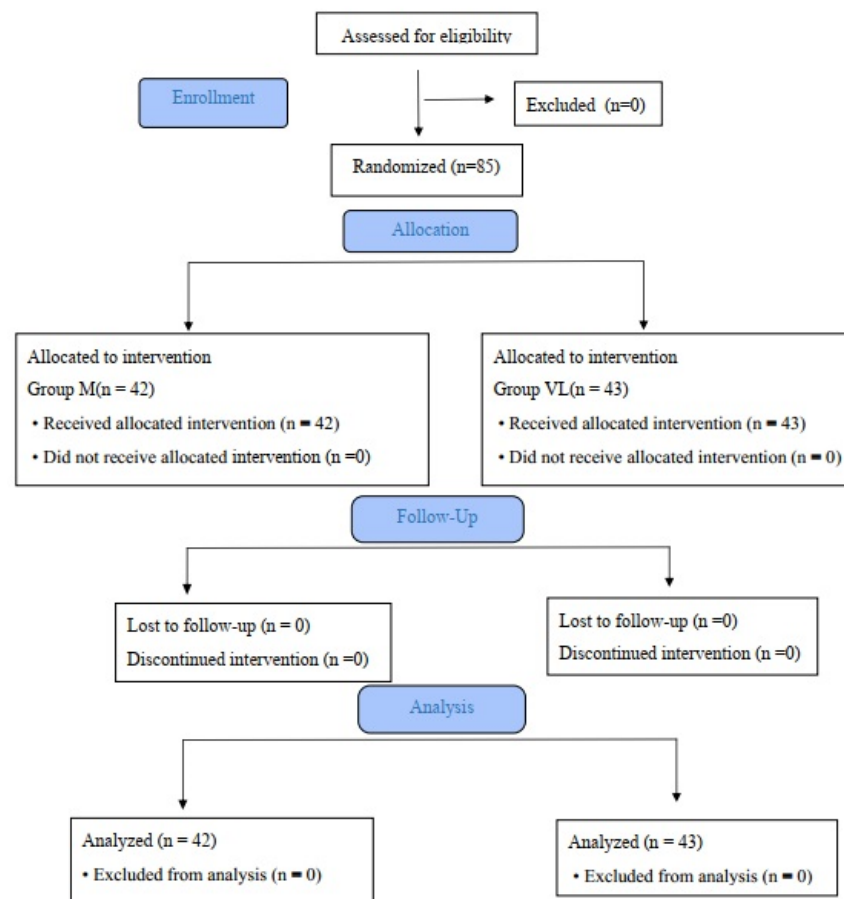 Assessed for eligibility
Enrollment
Excluded (n=0)
Randomized (n=85)
Allocation
Allocated to intervention
Group M(n = 42)
• Received allocated intervention (n = 42)
• Did not receive allocated intervention (n =0)
Allocated to intervention
Group VL(n = 43)
• Received allocated intervention (n = 43)
• Did not receive allocated intervention (n = 0)
Follow-Up
Lost to follow-up (n = 0)
Discontinued intervention (n =0)
Lost to follow-up (n =0)
Discontinued intervention (n =0)
Analysis
Analyzed (n = 42)
• Excluded from analysis (n = 0)
Analyzed (n = 43)
• Excluded from analysis (n = 0)